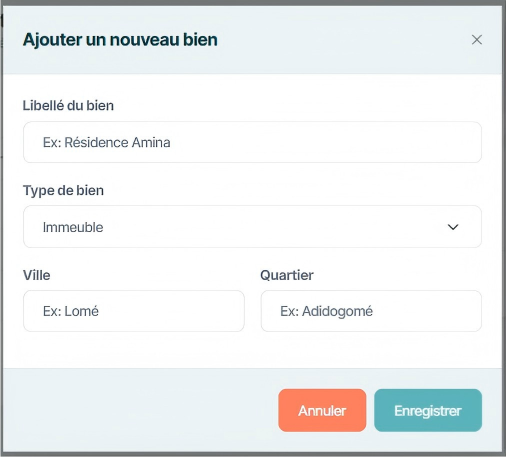 Ajouter un nouveau bien
Libellé du bien
Ex: Résidence Amina
Type de bien
Immeuble
Ville
Quartier
Ex: Lomé
Ex: Adidogomé
Annuler
Enregistrer